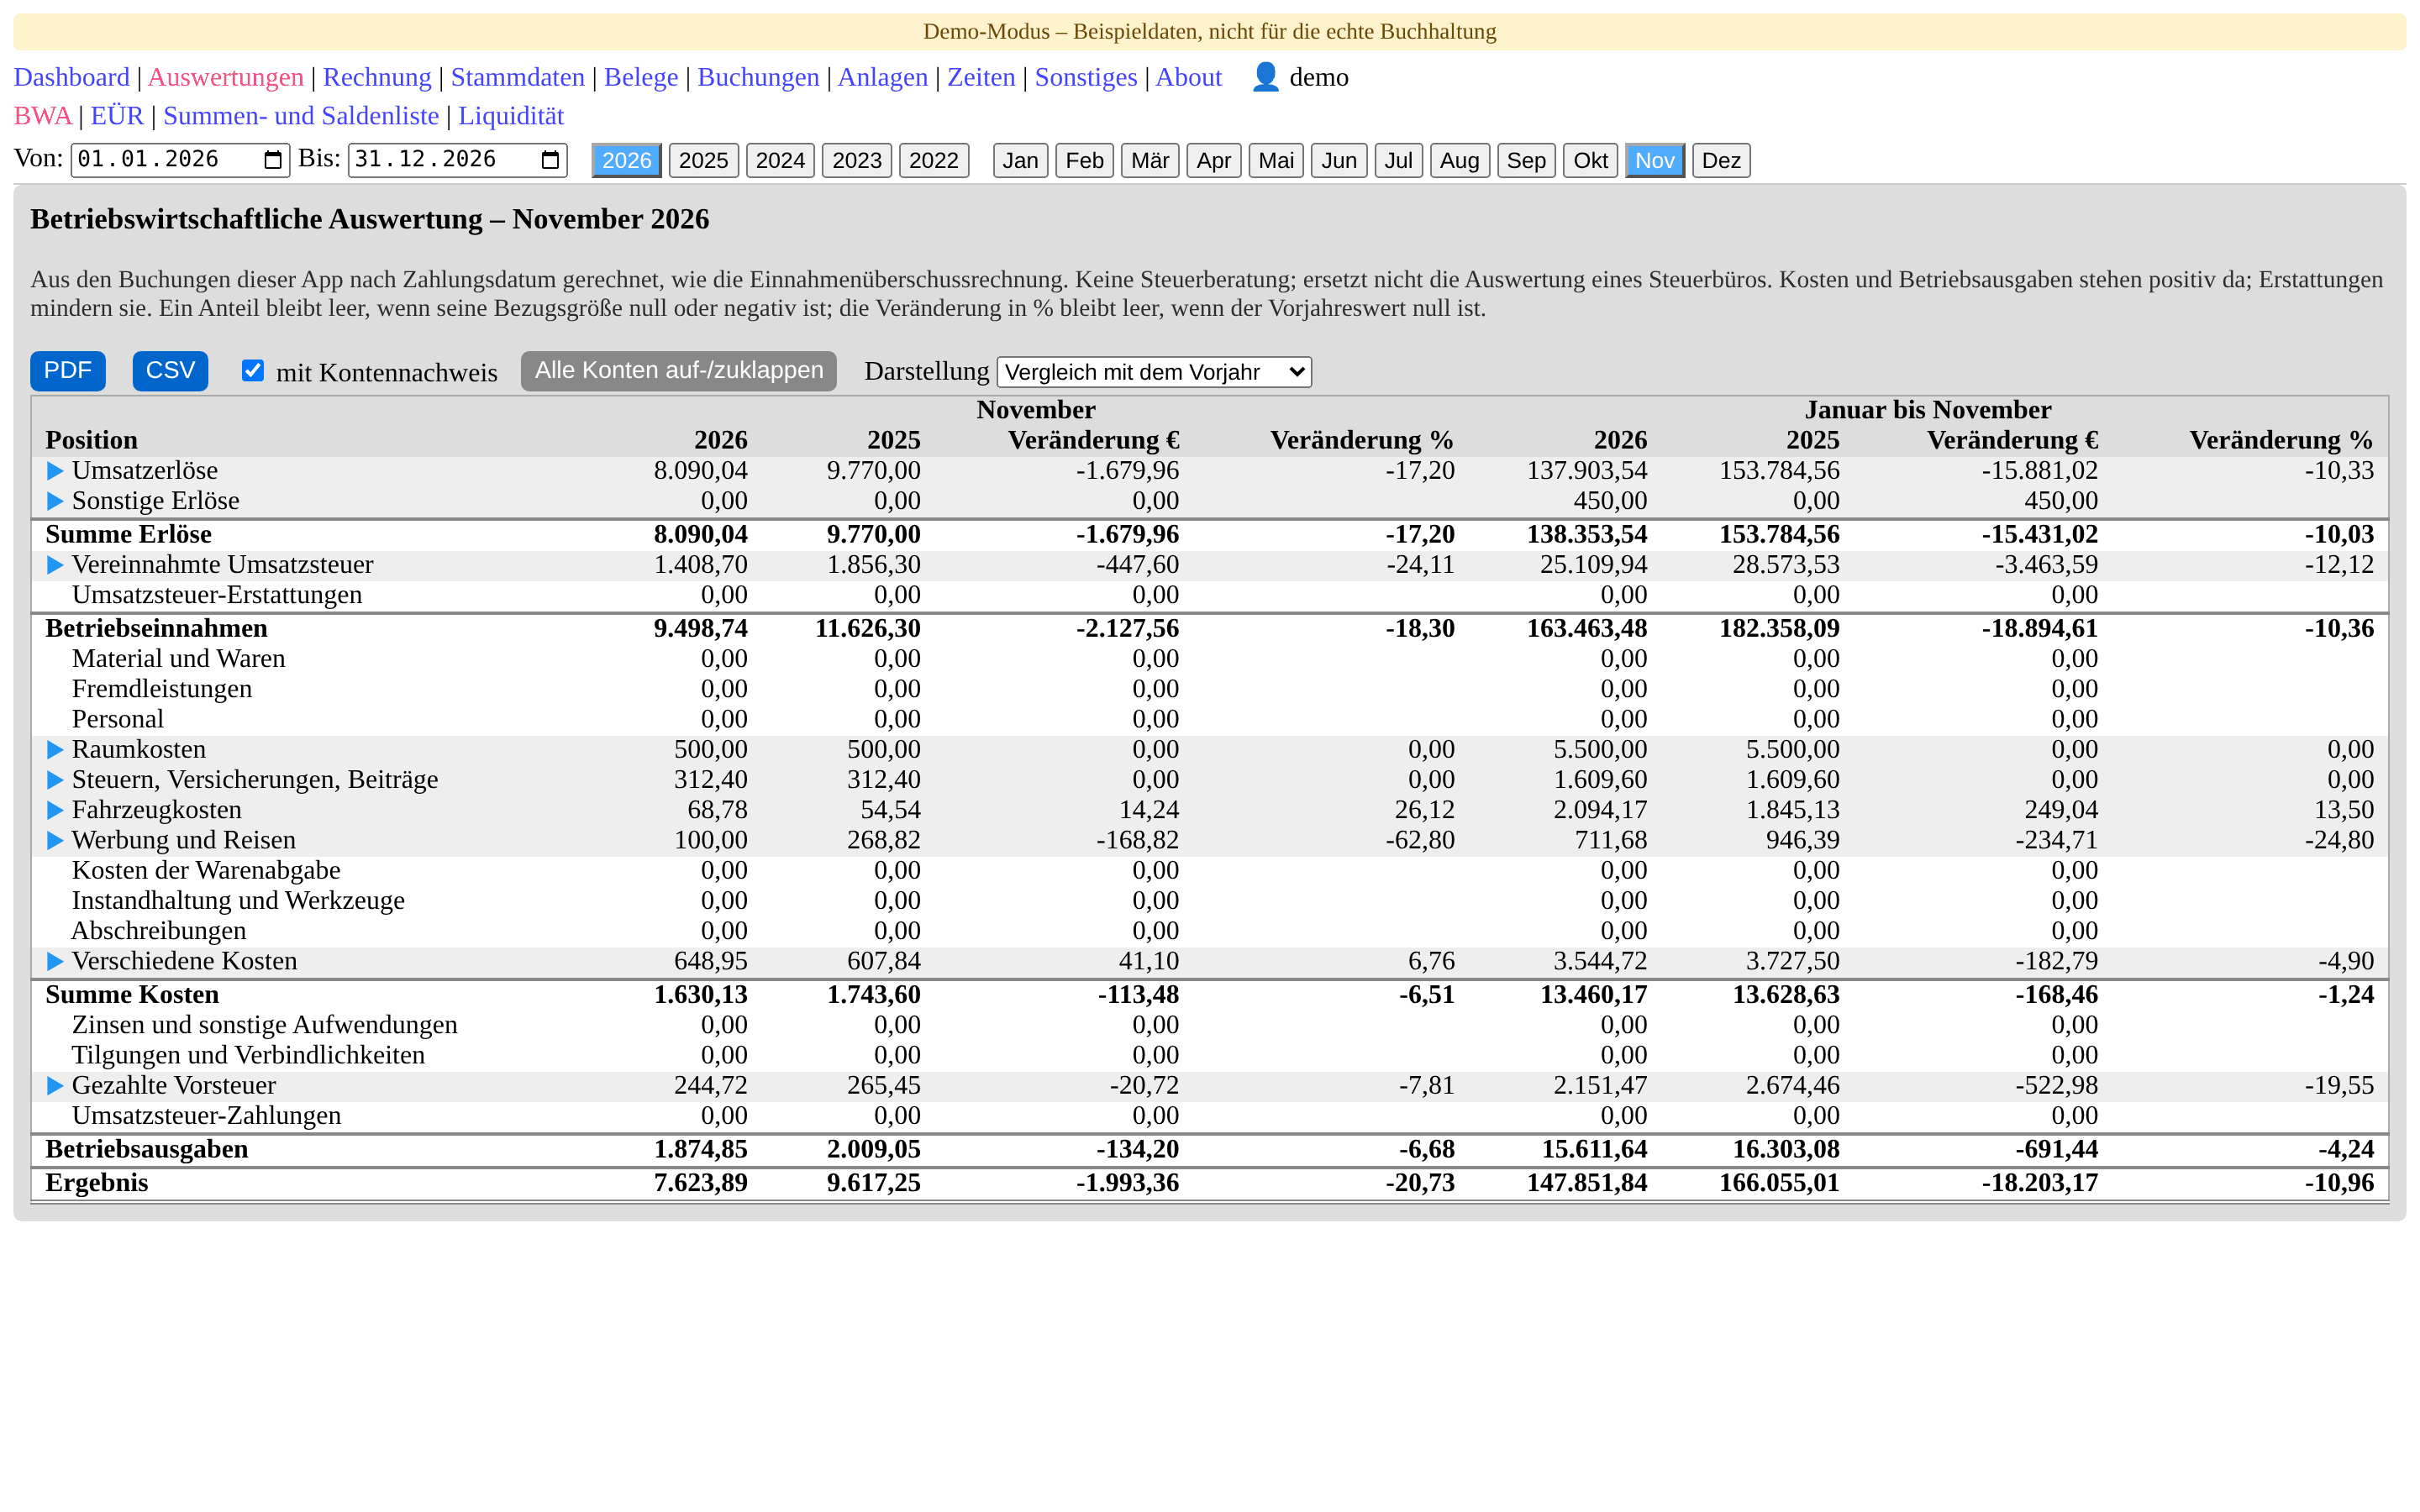 Demo-Modus – Beispieldaten, nicht für die echte Buchhaltung
Dashboard | Auswertungen | Rechnung | Stammdaten | Belege | Buchungen | Anlagen | Zeiten | Sonstiges | About 👤 demo
BWA | EÜR | Summen- und Saldenliste | Liquidität
Von: 01.01.2026 Bis: 31.12.2026 2026 2025 2024 2023 2022 Jan Feb Mär Apr Mai Jun Jul Aug Sep Okt Nov Dez
Betriebswirtschaftliche Auswertung – November 2026
Aus den Buchungen dieser App nach Zahlungsdatum gerechnet, wie die Einnahmenüberschussrechnung. Keine Steuerberatung; ersetzt nicht die Auswertung eines Steuerbüros. Kosten und Betriebsausgaben stehen positiv da; Erstattungen
mindern sie. Ein Anteil bleibt leer, wenn seine Bezugsgröße null oder negativ ist; die Veränderung in % bleibt leer, wenn der Vorjahreswert null ist.
PDF CSV mit Kontennachweis Alle Konten auf-/zuklappen Darstellung Vergleich mit dem Vorjahr
November Januar bis November
Position 2026 2025 Veränderung € Veränderung % 2026 2025 Veränderung € Veränderung %
▶ Umsatzerlöse 8.090,04 9.770,00 -1.679,96 -17,20 137.903,54 153.784,56 -15.881,02 -10,33
▶ Sonstige Erlöse 0,00 0,00 0,00 450,00 0,00 450,00
Summe Erlöse 8.090,04 9.770,00 -1.679,96 -17,20 138.353,54 153.784,56 -15.431,02 -10,03
▶ Vereinnahmte Umsatzsteuer 1.408,70 1.856,30 -447,60 -24,11 25.109,94 28.573,53 -3.463,59 -12,12
Umsatzsteuer-Erstattungen 0,00 0,00 0,00 0,00 0,00 0,00
Betriebseinnahmen 9.498,74 11.626,30 -2.127,56 -18,30 163.463,48 182.358,09 -18.894,61 -10,36
Material und Waren 0,00 0,00 0,00 0,00 0,00 0,00
Fremdleistungen 0,00 0,00 0,00 0,00 0,00 0,00
Personal 0,00 0,00 0,00 0,00 0,00 0,00
▶ Raumkosten 500,00 500,00 0,00 0,00 5.500,00 5.500,00 0,00 0,00
▶ Steuern, Versicherungen, Beiträge 312,40 312,40 0,00 0,00 1.609,60 1.609,60 0,00 0,00
▶ Fahrzeugkosten 68,78 54,54 14,24 26,12 2.094,17 1.845,13 249,04 13,50
▶ Werbung und Reisen 100,00 268,82 -168,82 -62,80 711,68 946,39 -234,71 -24,80
Kosten der Warenabgabe 0,00 0,00 0,00 0,00 0,00 0,00
Instandhaltung und Werkzeuge 0,00 0,00 0,00 0,00 0,00 0,00
Abschreibungen 0,00 0,00 0,00 0,00 0,00 0,00
▶ Verschiedene Kosten 648,95 607,84 41,10 6,76 3.544,72 3.727,50 -182,79 -4,90
Summe Kosten 1.630,13 1.743,60 -113,48 -6,51 13.460,17 13.628,63 -168,46 -1,24
Zinsen und sonstige Aufwendungen 0,00 0,00 0,00 0,00 0,00 0,00
Tilgungen und Verbindlichkeiten 0,00 0,00 0,00 0,00 0,00 0,00
▶ Gezahlte Vorsteuer 244,72 265,45 -20,72 -7,81 2.151,47 2.674,46 -522,98 -19,55
Umsatzsteuer-Zahlungen 0,00 0,00 0,00 0,00 0,00 0,00
Betriebsausgaben 1.874,85 2.009,05 -134,20 -6,68 15.611,64 16.303,08 -691,44 -4,24
Ergebnis 7.623,89 9.617,25 -1.993,36 -20,73 147.851,84 166.055,01 -18.203,17 -10,96